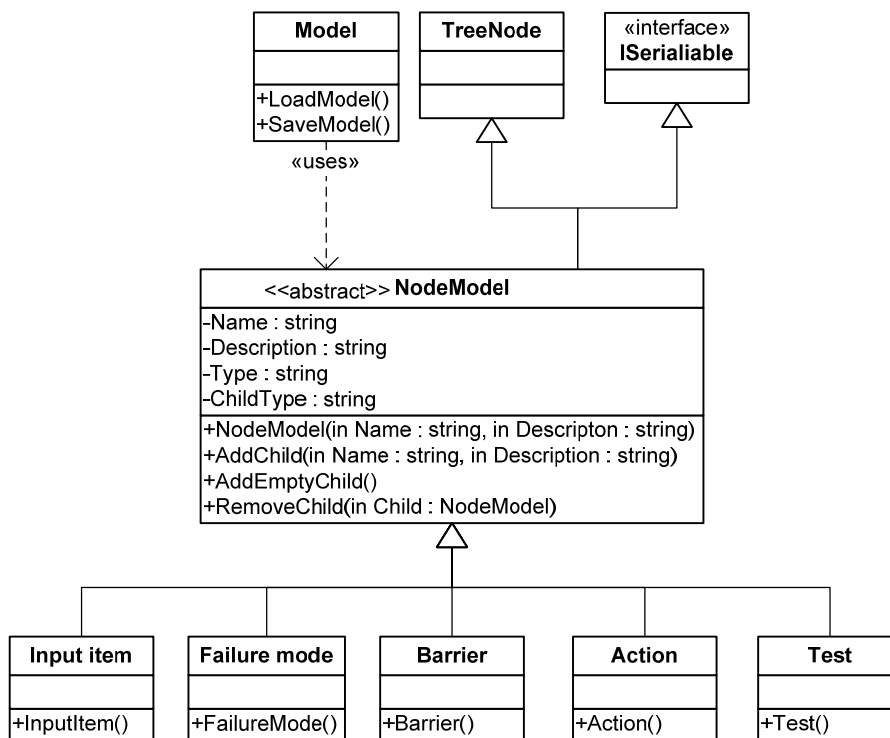 Model
+LoadModel()
+SaveModel()
TreeNode
«interface»
ISerialiable
«uses»
<<abstract>> NodeModel
-Name : string
-Description : string
-Type : string
-ChildType : string
+NodeModel(in Name : string, in Descripton : string)
+AddChild(in Name : string, in Description : string)
+AddEmptyChild()
+RemoveChild(in Child : NodeModel)
Input item
+InputItem()
Failure mode
+FailureMode()
Barrier
+Barrier()
Action
+Action()
Test
+Test()